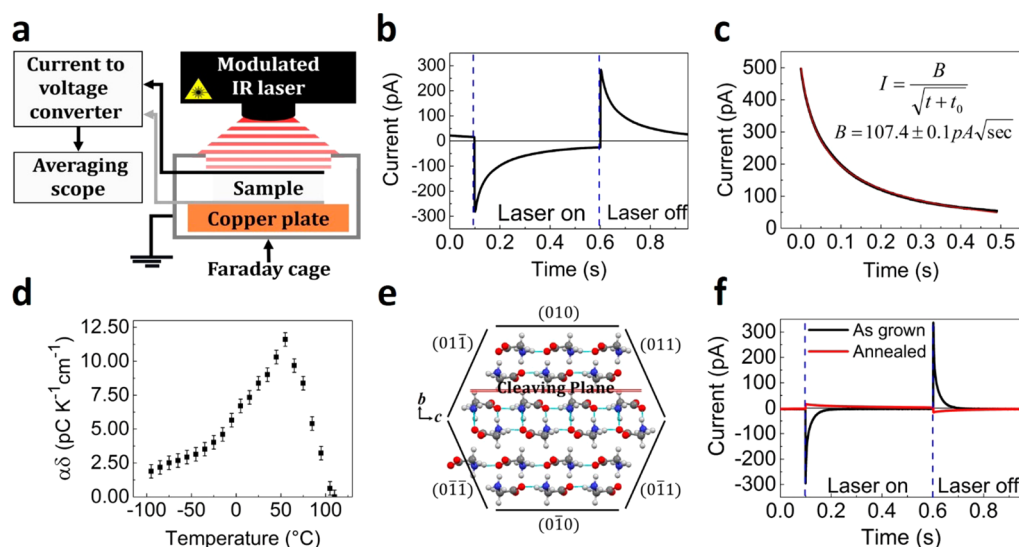 a
Current to
voltage
converter
Averaging
scope
Modulated
IR laser
Sample
Copper plate
Faraday cage
b
Current (pA)
300
200
100
0
-100
-200
-300
Laser on
Laser off
0.0 0.2 0.4 0.6 0.8
Time (s)
c
Current (pA)
500
400
300
200
100
0
I = B / √(t + t₀)
B = 107.4 ± 0.1 pA√sec
0.0 0.1 0.2 0.3 0.4 0.5
Time (s)
d
αδ (pC K⁻¹cm⁻¹)
12.50
10.00
7.50
5.00
2.50
0.00
-100 -50 0 50 100
Temperature (°C)
e
(010)
(011̅)
(011)
Cleaving Plane
b
c
(01̅1̅)
(01̅1)
(01̅0)
f
Current (pA)
300
200
100
0
-100
-200
-300
As grown
Annealed
Laser on
Laser off
0.0 0.2 0.4 0.6 0.8
Time (s)